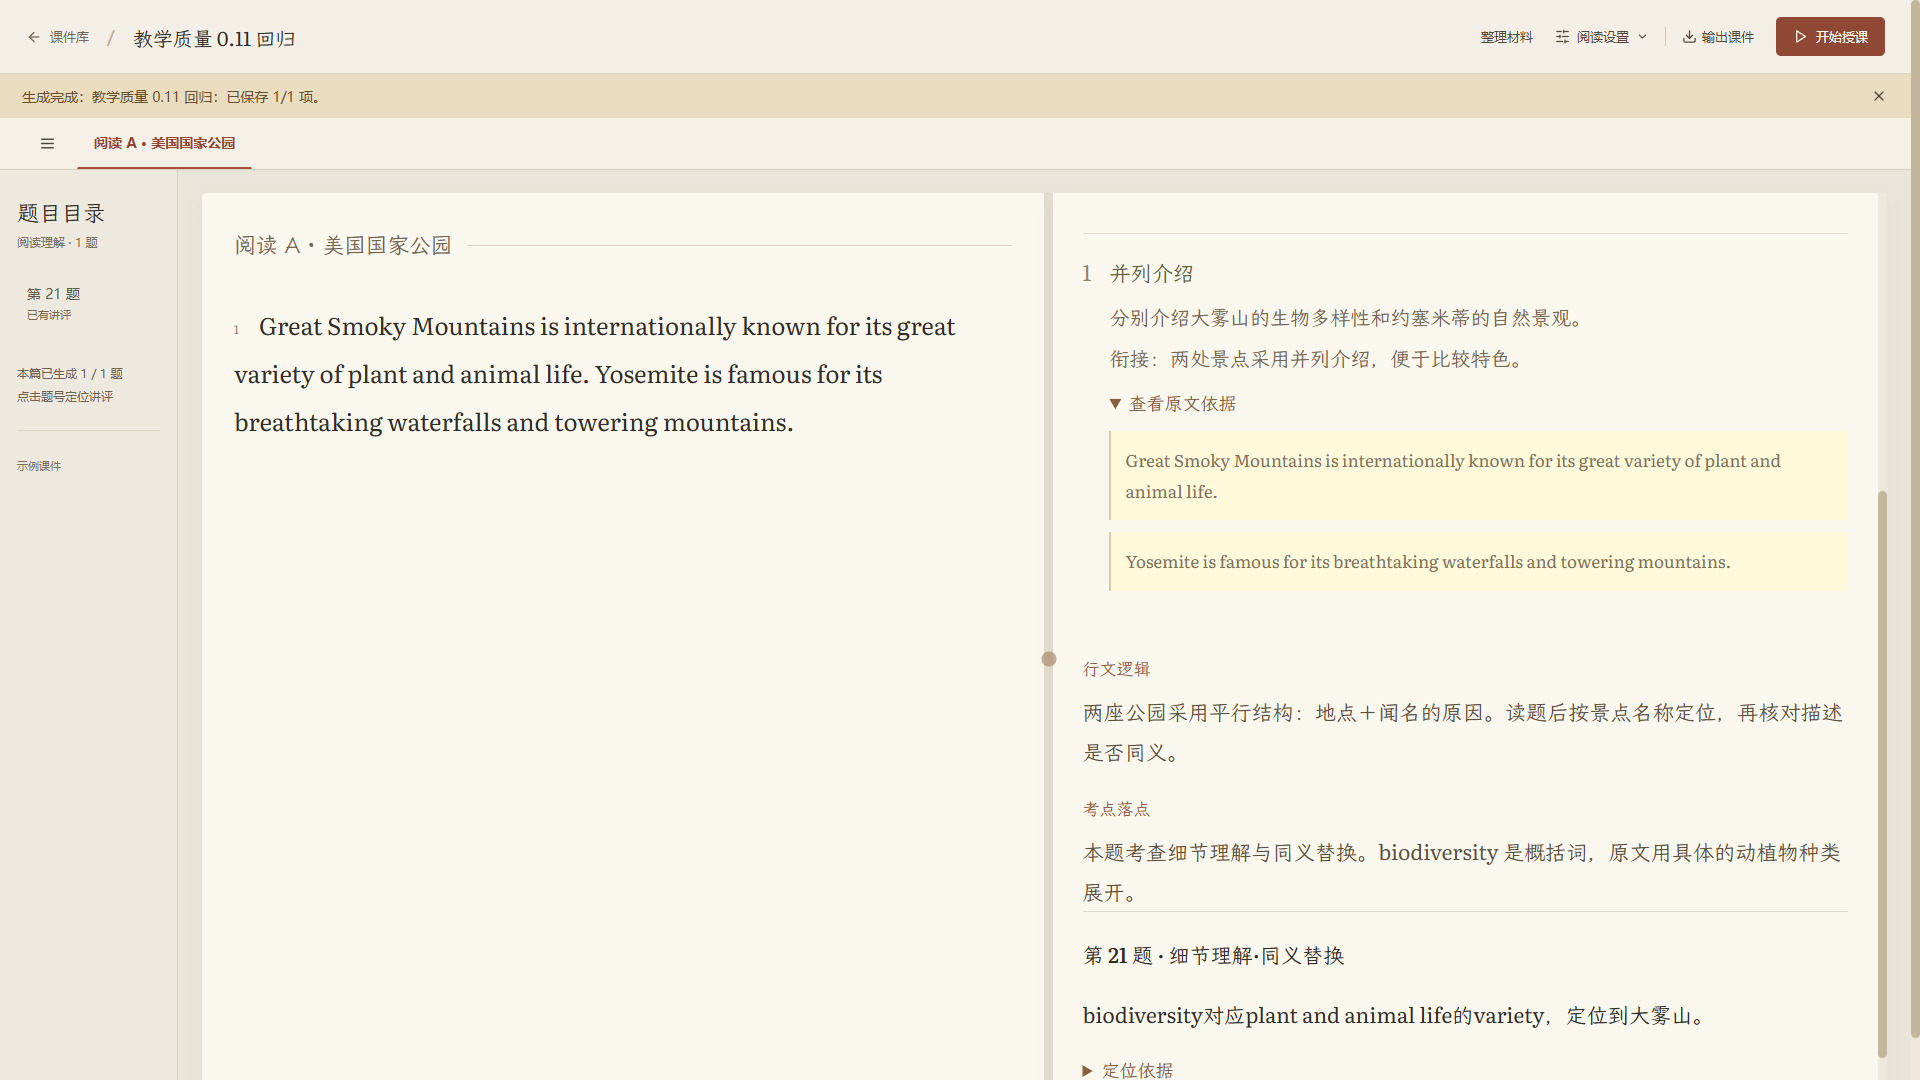 课件库 / 教学质量 0.11 回归
整理材料 阅读设置 输出课件 开始授课
生成完成：教学质量 0.11 回归：已保存 1/1 项。
阅读 A • 美国国家公园
题目目录
阅读理解 · 1 题
第 21 题
已有讲评
本篇已生成 1 / 1 题
点击题号定位讲评
示例课件
阅读 A • 美国国家公园
1 Great Smoky Mountains is internationally known for its great
variety of plant and animal life. Yosemite is famous for its
breathtaking waterfalls and towering mountains.
1 并列介绍
分别介绍大雾山的生物多样性和约塞米蒂的自然景观。
衔接：两处景点采用并列介绍，便于比较特色。
▼ 查看原文依据
Great Smoky Mountains is internationally known for its great variety of plant and
animal life.
Yosemite is famous for its breathtaking waterfalls and towering mountains.
行文逻辑
两座公园采用平行结构：地点＋闻名的原因。读题后按景点名称定位，再核对描述
是否同义。
考点落点
本题考查细节理解与同义替换。biodiversity 是概括词，原文用具体的动植物种类
展开。
第 21 题 · 细节理解·同义替换
biodiversity对应plant and animal life的variety，定位到大雾山。
▶ 定位依据